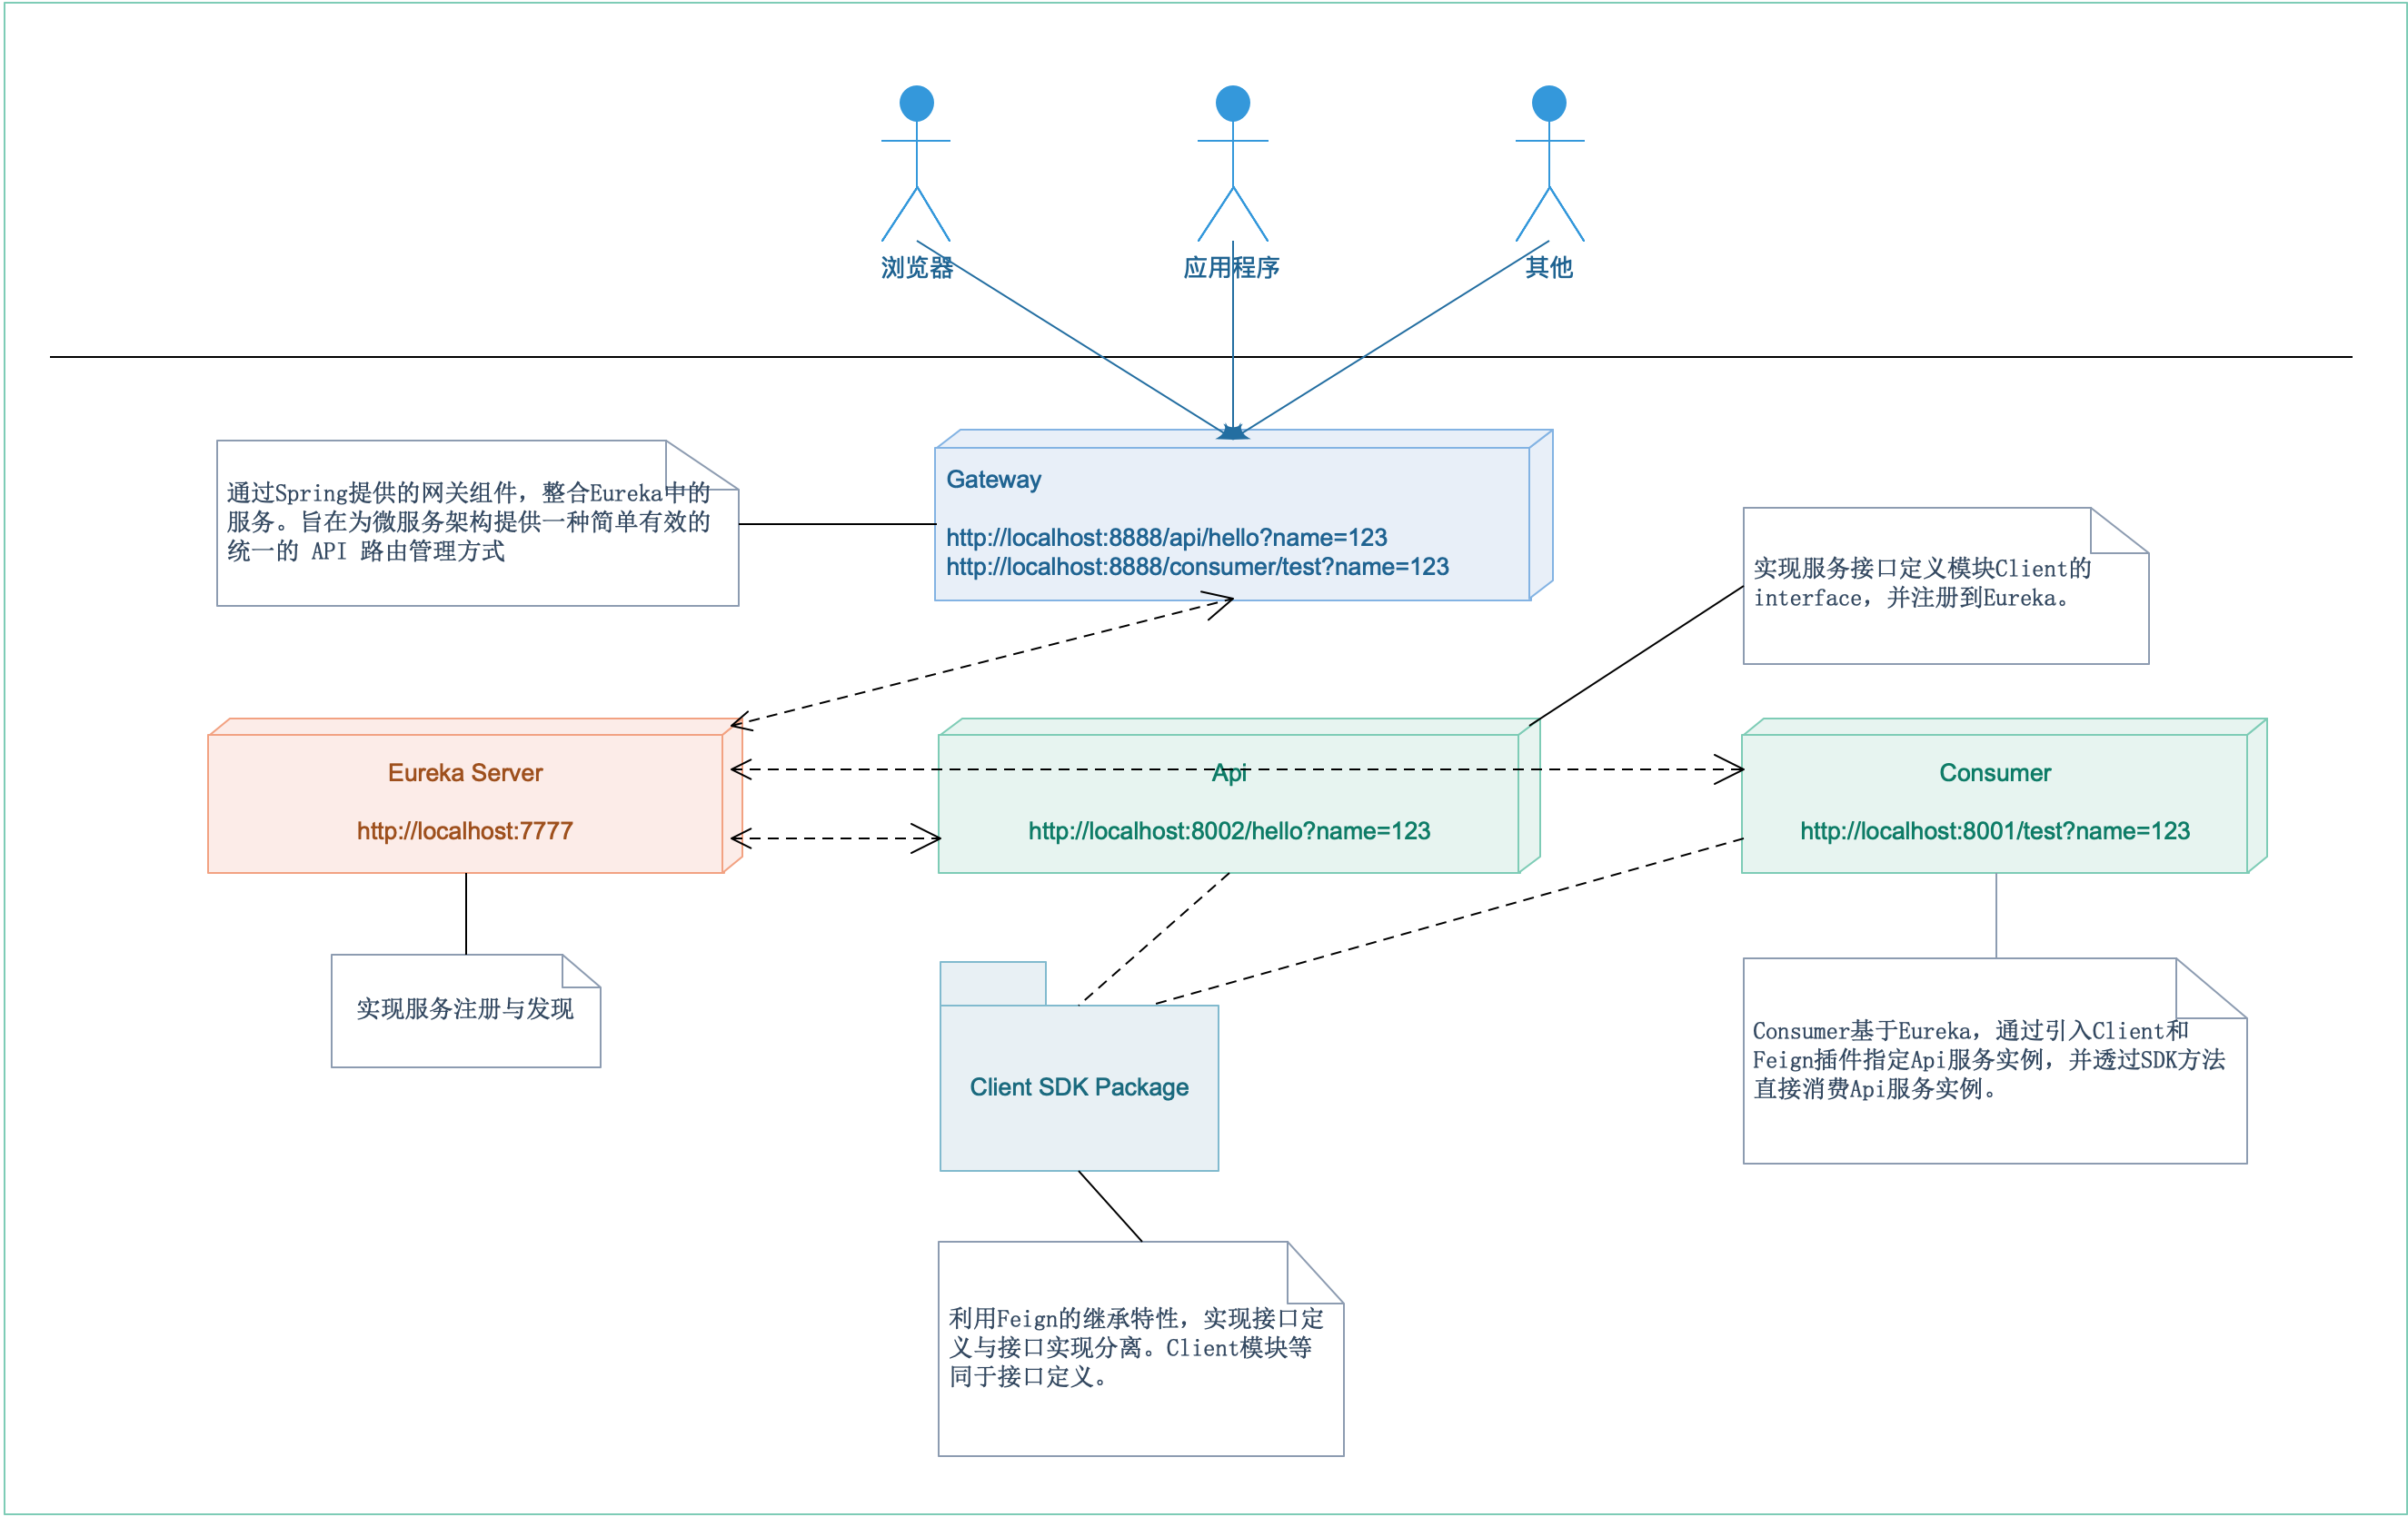 浏览器
应用程序
其他
Gateway
http://localhost:8888/api/hello?name=123
http://localhost:8888/consumer/test?name=123
通过Spring提供的网关组件，整合Eureka中的
服务。旨在为微服务架构提供一种简单有效的
统一的 API 路由管理方式
实现服务接口定义模块Client的
interface，并注册到Eureka。
Eureka Server
http://localhost:7777
Api
http://localhost:8002/hello?name=123
Consumer
http://localhost:8001/test?name=123
实现服务注册与发现
Client SDK Package
Consumer基于Eureka，通过引入Client和
Feign插件指定Api服务实例，并透过SDK方法
直接消费Api服务实例。
利用Feign的继承特性，实现接口定
义与接口实现分离。Client模块等
同于接口定义。